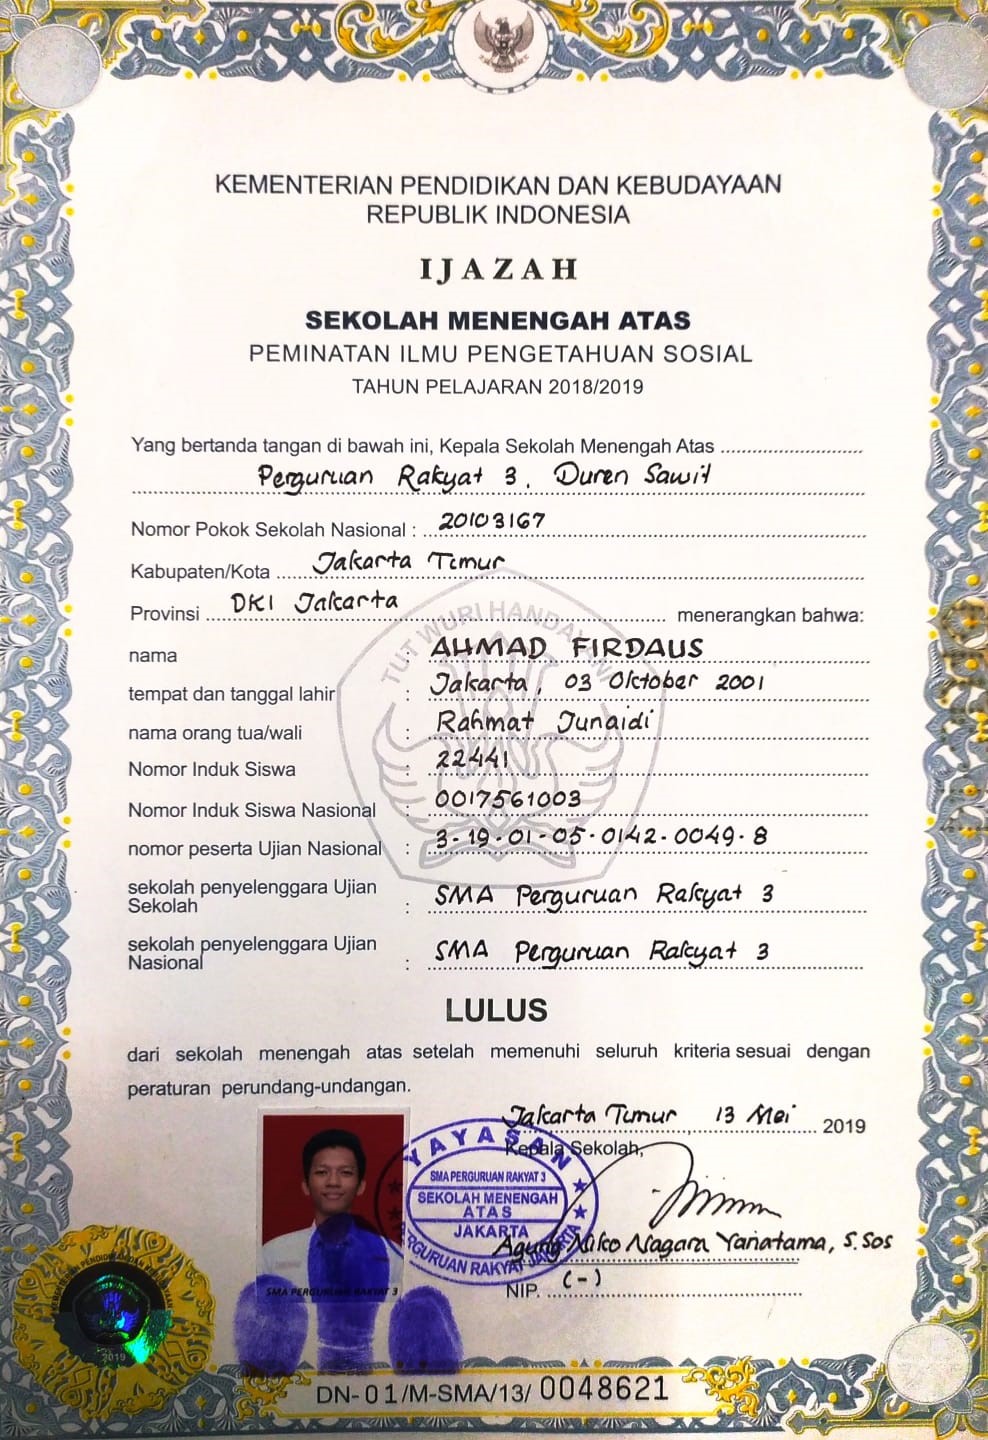 KEMENTERIAN PENDIDIKAN DAN KEBUDAYAAN
REPUBLIK INDONESIA
IJAZAH
SEKOLAH MENENGAH ATAS
PEMINATAN ILMU PENGETAHUAN SOSIAL
TAHUN PELAJARAN 2018/2019
Yang bertanda tangan di bawah ini, Kepala Sekolah Menengah Atas
Perguruan Rakyat 3, Duren Sawit
Nomor Pokok Sekolah Nasional : 20103167
Kabupaten/Kota Jakarta Timur
Provinsi DKI Jakarta menerangkan bahwa:
TUT WURI HANDAYANI
nama : AHMAD FIRDAUS
tempat dan tanggal lahir : Jakarta, 03 Oktober 2001
nama orang tua/wali : Rahmat Junaidi
Nomor Induk Siswa : 22441
Nomor Induk Siswa Nasional : 0017561003
nomor peserta Ujian Nasional : 3-19-01-05-0142-0049-8
sekolah penyelenggara Ujian
Sekolah : SMA Perguruan Rakyat 3
sekolah penyelenggara Ujian
Nasional : SMA Perguruan Rakyat 3
LULUS
dari sekolah menengah atas setelah memenuhi seluruh kriteria sesuai dengan
peraturan perundang-undangan.
Jakarta Timur, 13 Mei 2019
Kepala Sekolah,
YAYASAN
SMA PERGURUAN RAKYAT 3
SEKOLAH MENENGAH
ATAS
JAKARTA
PERGURUAN RAKYAT JAKARTA
Agung Niko Nagara Yanatama, S.Sos
NIP. (-)
SMA PERGURUAN RAKYAT 3
2019
DN-01/M-SMA/13/ 0048621